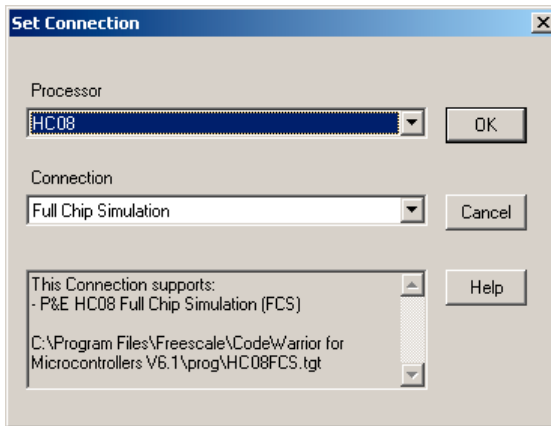 Set Connection
Processor
HC08
OK
Connection
Full Chip Simulation
Cancel
This Connection supports:
- P&E HC08 Full Chip Simulation (FCS)
Help
C:\Program Files\Freescale\CodeWarrior for
Microcontrollers V6.1\prog\HC08FCS.tgt